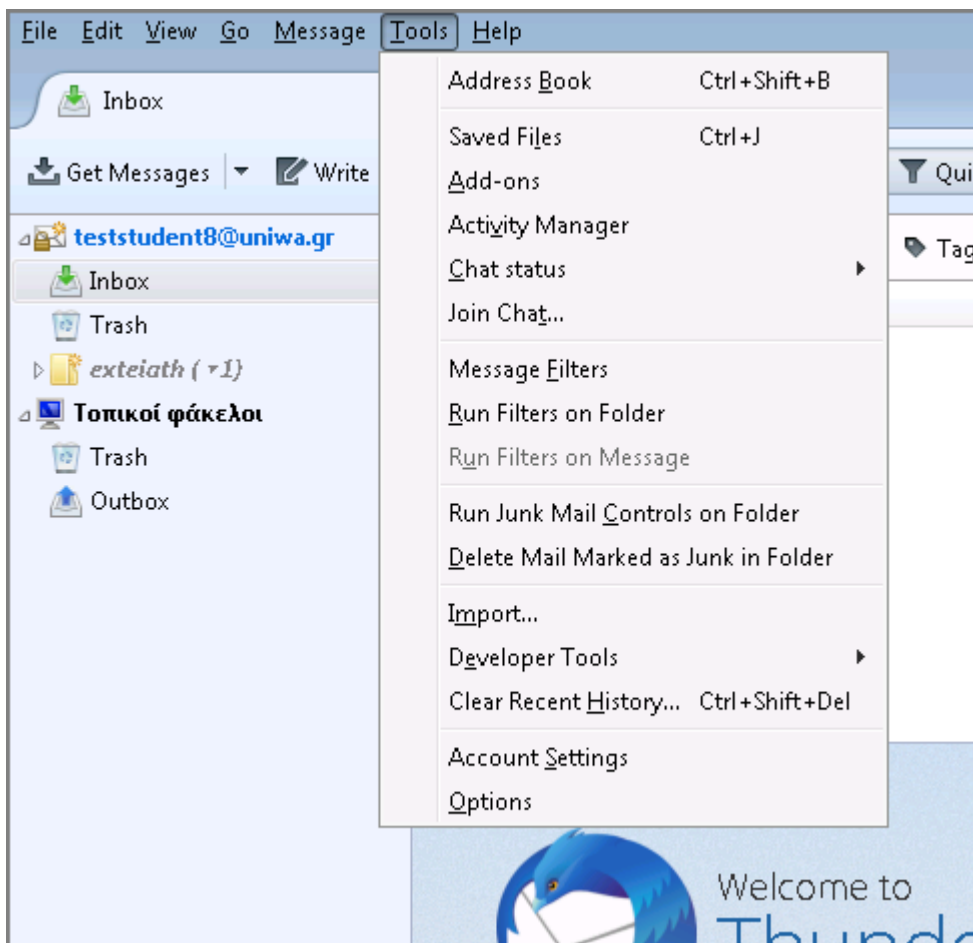 File Edit View Go Message Tools Help
Inbox
Get Messages Write
teststudent8@uniwa.gr
Inbox
Trash
Τοπικοί φάκελοι
Trash
Outbox
Address Book Ctrl+Shift+B
Saved Files Ctrl+J
Add-ons
Activity Manager
Chat status
Join Chat...
Message Filters
Run Filters on Folder
Run Filters on Message
Run Junk Mail Controls on Folder
Delete Mail Marked as Junk in Folder
Import...
Developer Tools
Clear Recent History... Ctrl+Shift+Del
Account Settings
Options
Welcome to